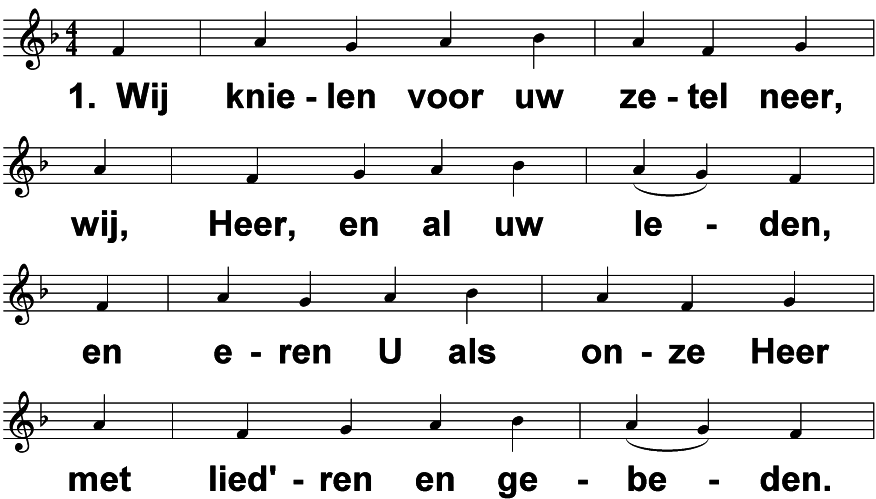 1. Wij knie - len voor uw ze - tel neer,
wij, Heer, en al uw le - den,
en e - ren U als on - ze Heer
met lied' - ren en ge - be - den.